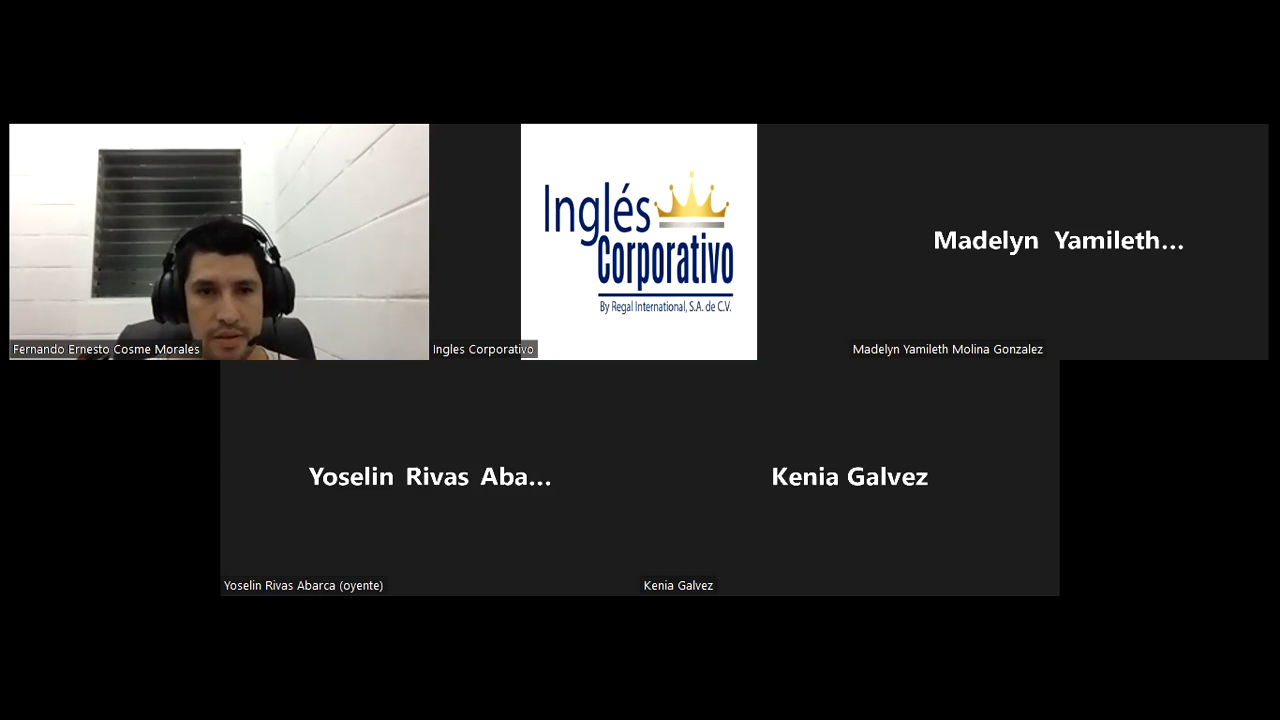 Inglés
Corporativo
By Regal International, S.A. de C.V.
Madelyn Yamileth...
Fernando Ernesto Cosme Morales
Ingles Corporativo
Madelyn Yamileth Molina Gonzalez
Yoselin Rivas Aba...
Kenia Galvez
Yoselin Rivas Abarca (oyente)
Kenia Galvez